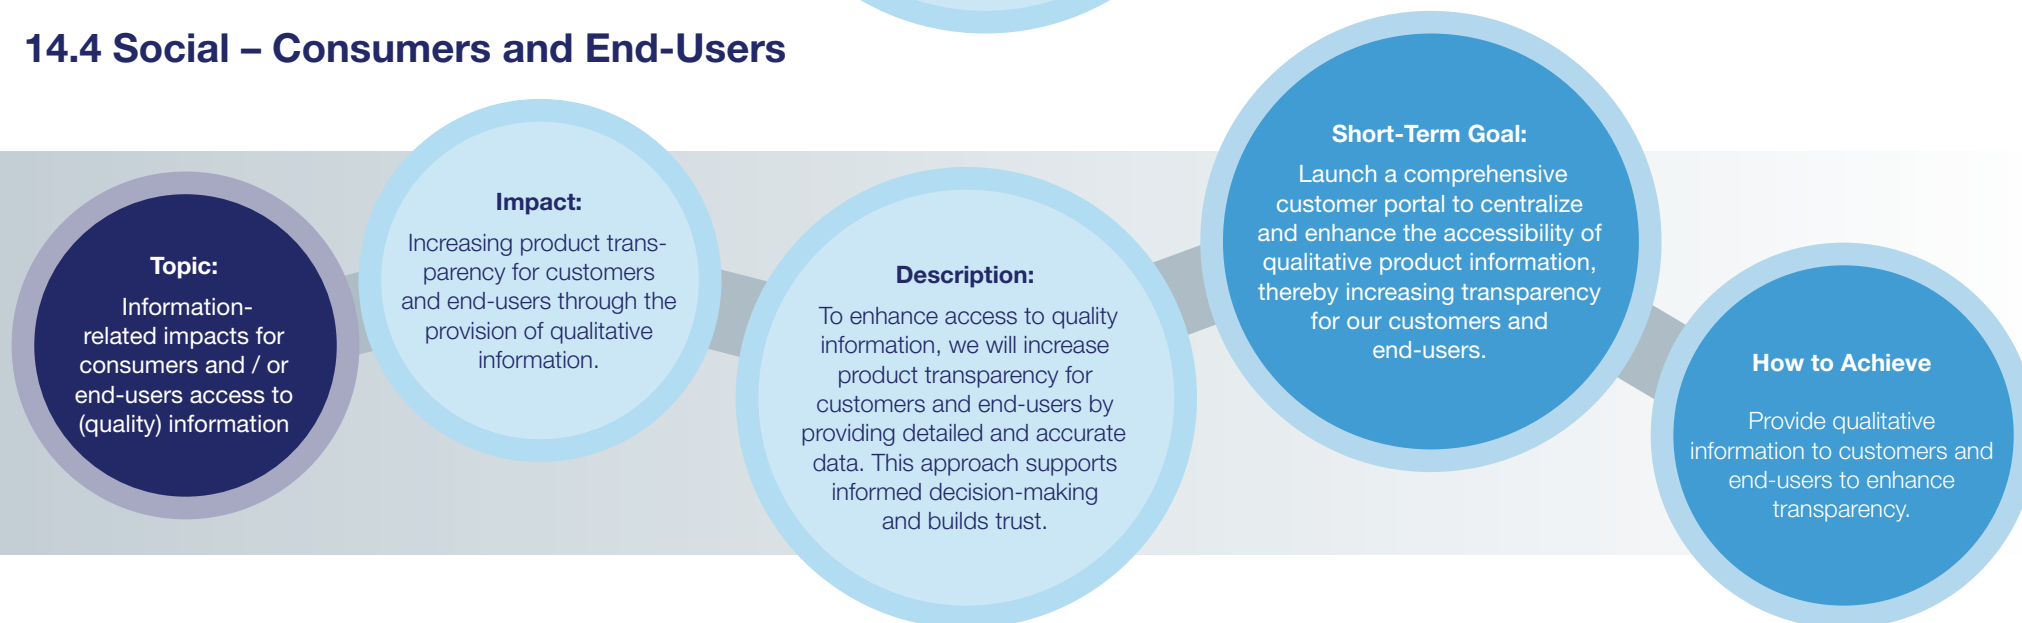 14.4 Social – Consumers and End-Users
Topic:
Information-
related impacts for
consumers and / or
end-users access to
(quality) information
Impact:
Increasing product trans-
parency for customers
and end-users through the
provision of qualitative
information.
Description:
To enhance access to quality
information, we will increase
product transparency for
customers and end-users by
providing detailed and accurate
data. This approach supports
informed decision-making
and builds trust.
Short-Term Goal:
Launch a comprehensive
customer portal to centralize
and enhance the accessibility of
qualitative product information,
thereby increasing transparency
for our customers and
end-users.
How to Achieve
Provide qualitative
information to customers and
end-users to enhance
transparency.